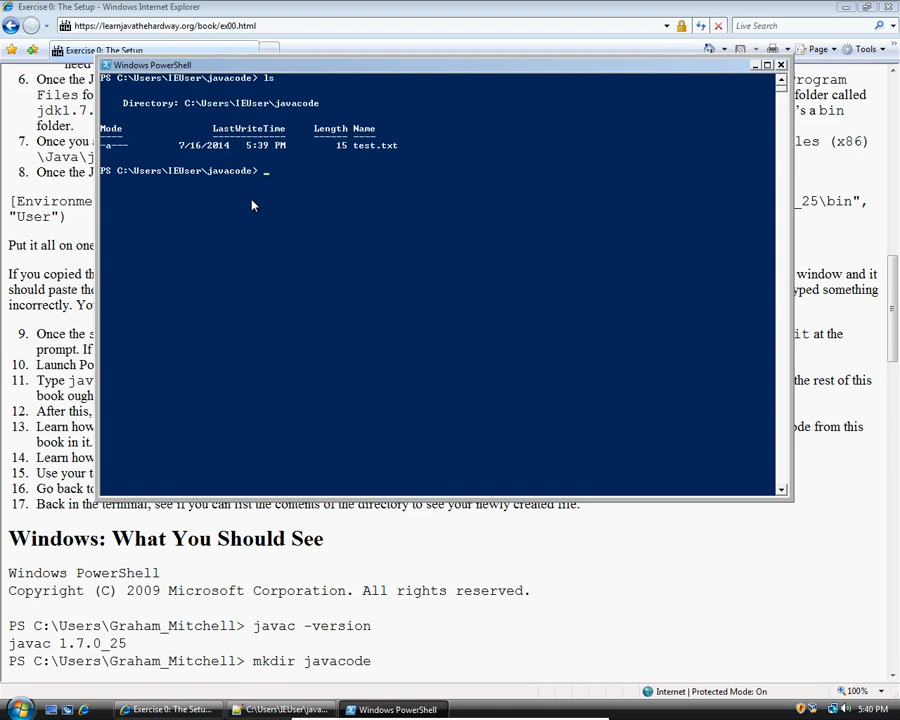 Exercise 0: The Setup - Windows Internet Explorer
https://learnjavathehardway.org/book/ex00.html
Live Search
Exercise 0: The Setup
Page
Tools
need
Windows PowerShell
PS C:\Users\IEUser\javacode> ls
Directory: C:\Users\IEUser\javacode
Mode LastWriteTime Length Name
---- ------------- ------ ----
-a--- 7/16/2014 5:39 PM 15 test.txt
PS C:\Users\IEUser\javacode> _
6. Once the J
Program
Files fo
folder called
jdk1.7.
's a bin
folder.
7. Once you a
les (x86)
\Java\j
8. Once the J
[Environme
_25\bin",
"User")
Put it all on one
If you copied th
window and it
should paste the
yped something
incorrectly. Yo
9. Once the s
it at the
prompt. If
10. Launch Po
11. Type jav
the rest of this
book ough
12. After this,
13. Learn how
ode from this
book in it.
14. Learn how
15. Use your t
16. Go back to
17. Back in the terminal, see if you can list the contents of the directory to see your newly created file.
Windows: What You Should See
Windows PowerShell
Copyright (C) 2009 Microsoft Corporation. All rights reserved.
PS C:\Users\Graham_Mitchell> javac -version
javac 1.7.0_25
PS C:\Users\Graham_Mitchell> mkdir javacode
Internet | Protected Mode: On
100%
Exercise 0: The Setu...
C:\Users\IEUser\java...
Windows PowerShell
5:40 PM